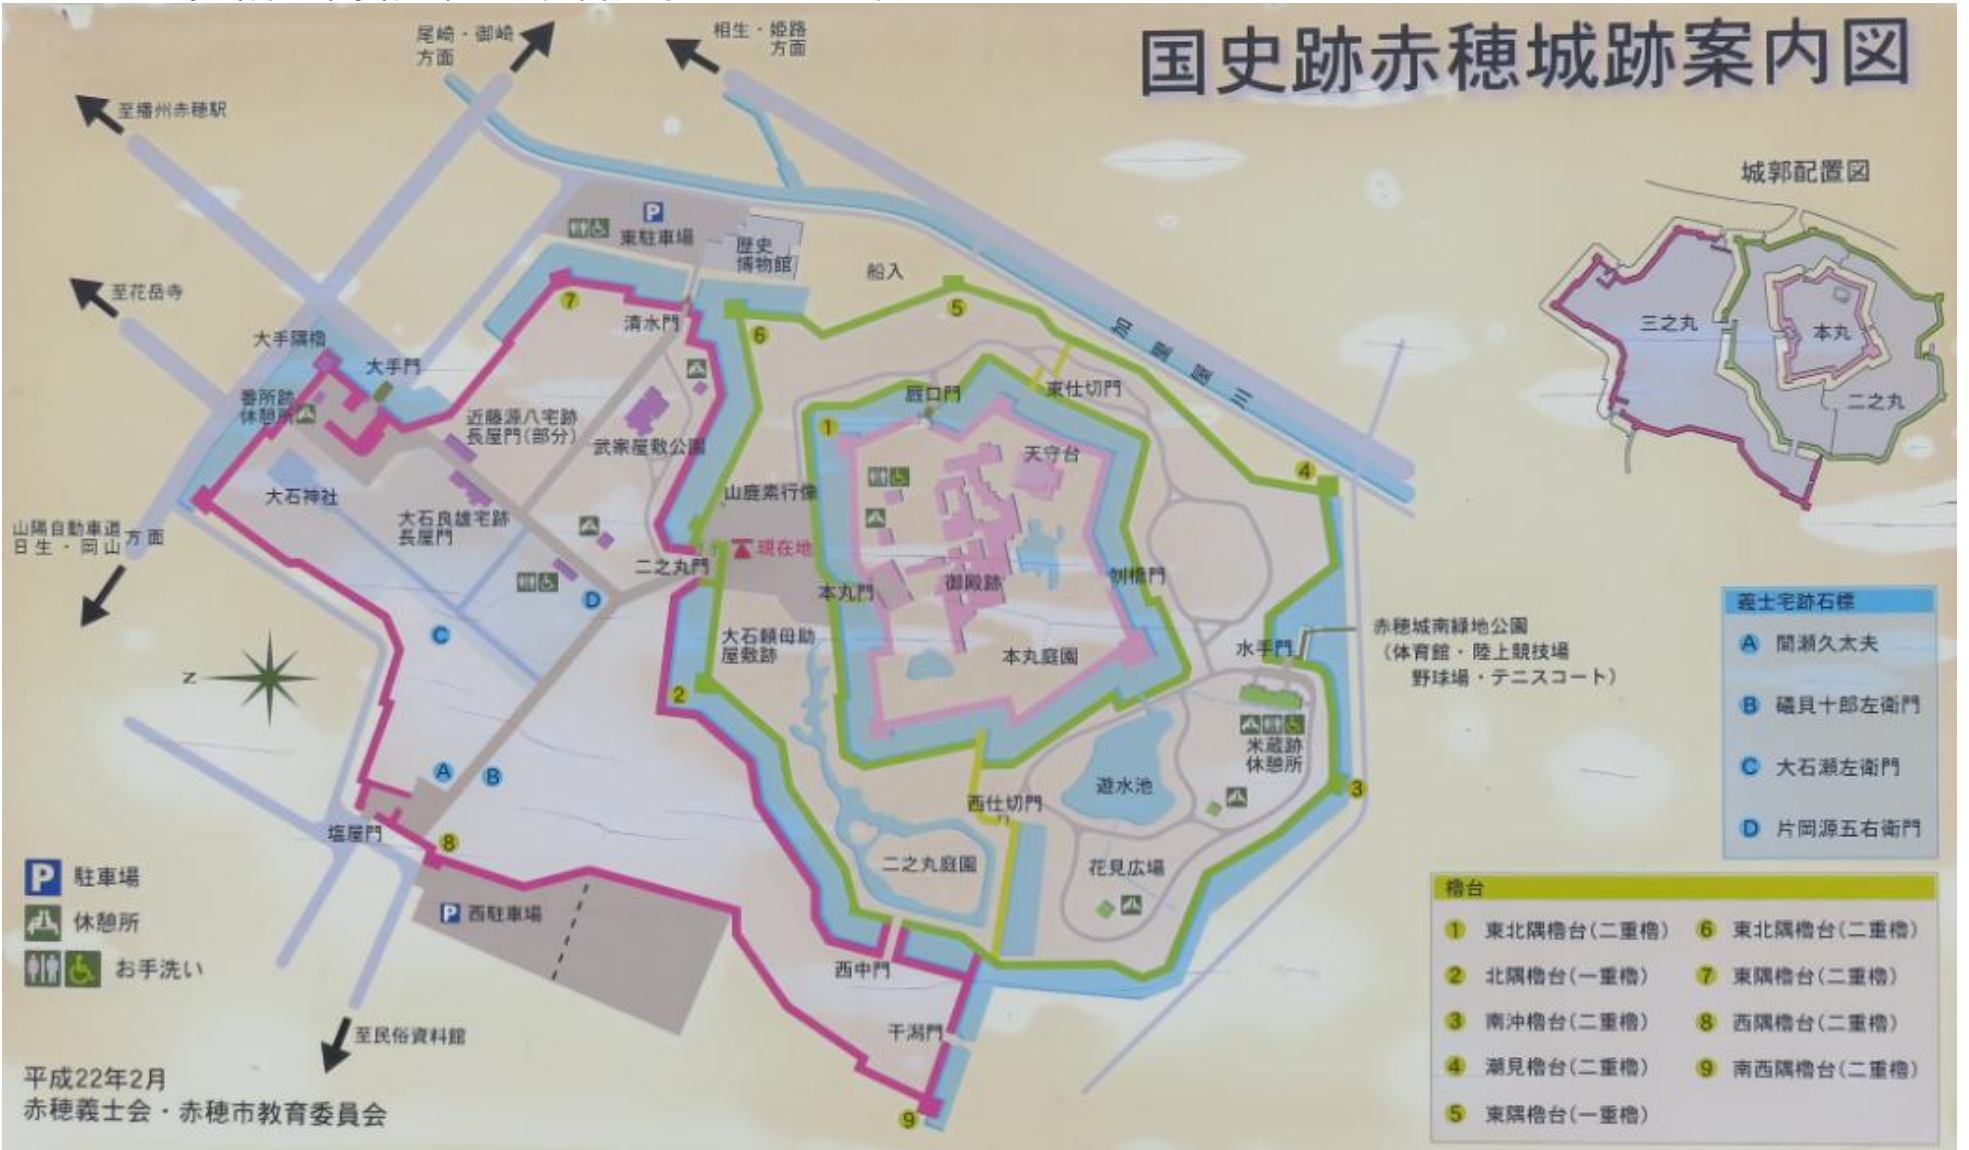 国史跡赤穂城跡案内図
尾崎・御崎
方面
相生・姫路
方面
至播州赤穂駅
至花岳寺
山陽自動車道
日生・岡山
方面
大手隅櫓
大手門
番所跡
休憩所
大石神社
近藤源八宅跡
長屋門(部分)
大石良雄宅跡
長屋門
武家屋敷公園
清水門
P
東駐車場
歴史
博物館
船入
加里屋川
7
6
5
4
1
厩口門
東仕切門
天守台
山鹿素行像
現在地
二之丸門
本丸門
御殿跡
刎橋門
大石頼母助
屋敷跡
本丸庭園
水手門
赤穂城南緑地公園
(体育館・陸上競技場
野球場・テニスコート)
D
C
2
N
A
B
米蔵跡
休憩所
遊水池
3
西仕切門
塩屋門
8
二之丸庭園
花見広場
P 西駐車場
西中門
干潟門
9
至民俗資料館
P 駐車場
休憩所
お手洗い
平成22年2月
赤穂義士会・赤穂市教育委員会
城郭配置図
三之丸
本丸
二之丸
義士宅跡石標
A 間瀬久太夫
B 磯貝十郎左衛門
C 大石瀬左衛門
D 片岡源五右衛門
櫓台
1 東北隅櫓台(二重櫓)
2 北隅櫓台(一重櫓)
3 南沖櫓台(二重櫓)
4 潮見櫓台(二重櫓)
5 東隅櫓台(一重櫓)
6 東北隅櫓台(二重櫓)
7 東隅櫓台(二重櫓)
8 西隅櫓台(二重櫓)
9 南西隅櫓台(二重櫓)